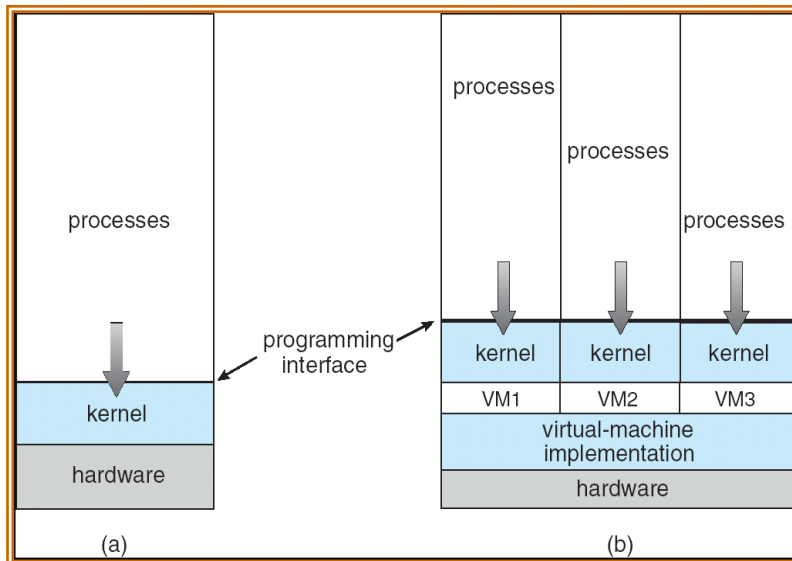 processes
kernel
hardware
(a)
programming
interface
processes
processes
processes
kernel
kernel
kernel
VM1
VM2
VM3
virtual-machine
implementation
hardware
(b)